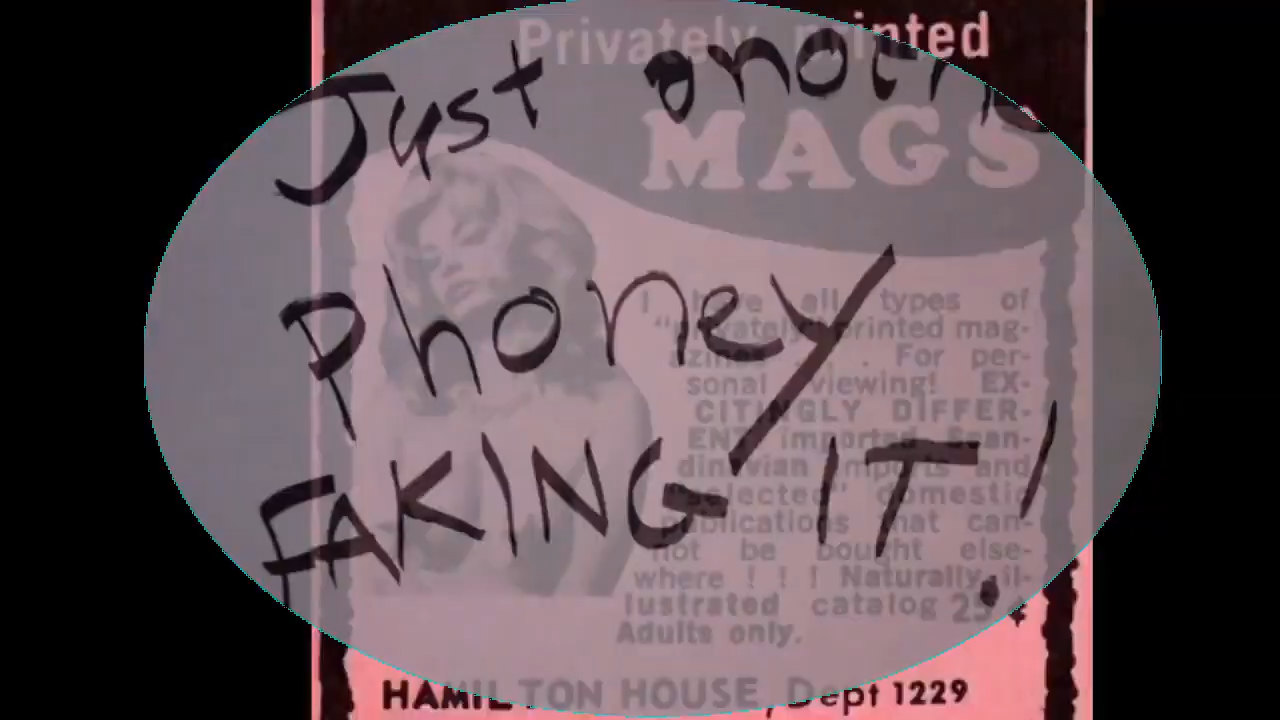 Privately printed
Just anothe
MAGS
Phoney
FAKING IT!
I have all types of
"privately" printed mag-
azines . . . For per-
sonal viewing! EX-
CITINGLY DIFFER-
ENT imported Scan-
dinavian imports and
"selected" domestic
publications that can-
not be bought else-
where ! ! ! Naturally, il-
lustrated catalog 25¢
Adults only.
HAMILTON HOUSE, Dept 1229